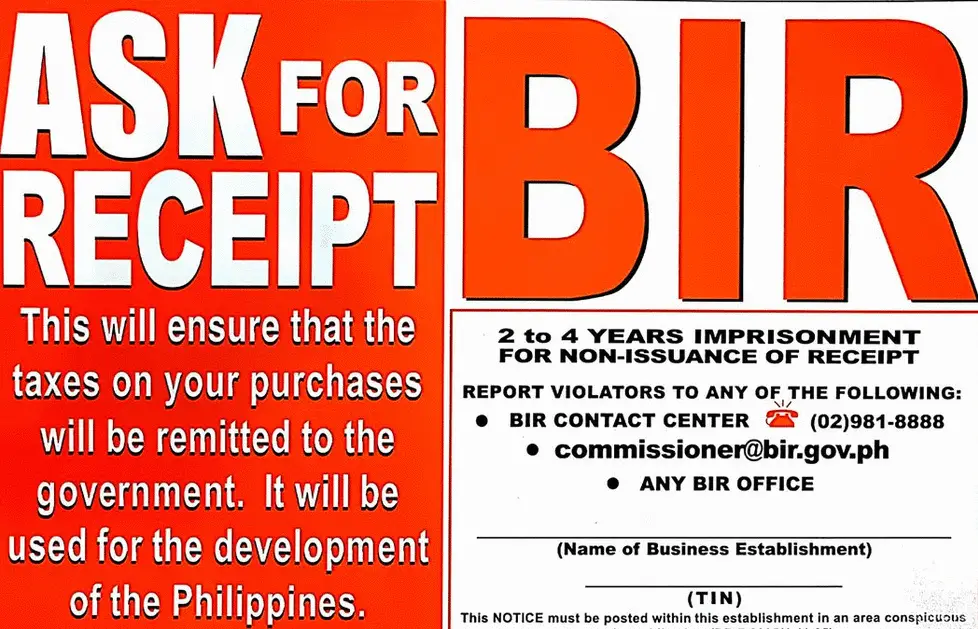 ASK FOR
RECEIPT
This will ensure that the
taxes on your purchases
will be remitted to the
government. It will be
used for the development
of the Philippines.
BIR
2 to 4 YEARS IMPRISONMENT
FOR NON-ISSUANCE OF RECEIPT
REPORT VIOLATORS TO ANY OF THE FOLLOWING:
● BIR CONTACT CENTER (02)981-8888
● commissioner@bir.gov.ph
● ANY BIR OFFICE
(Name of Business Establishment)
(TIN)
This NOTICE must be posted within this establishment in an area conspicuous